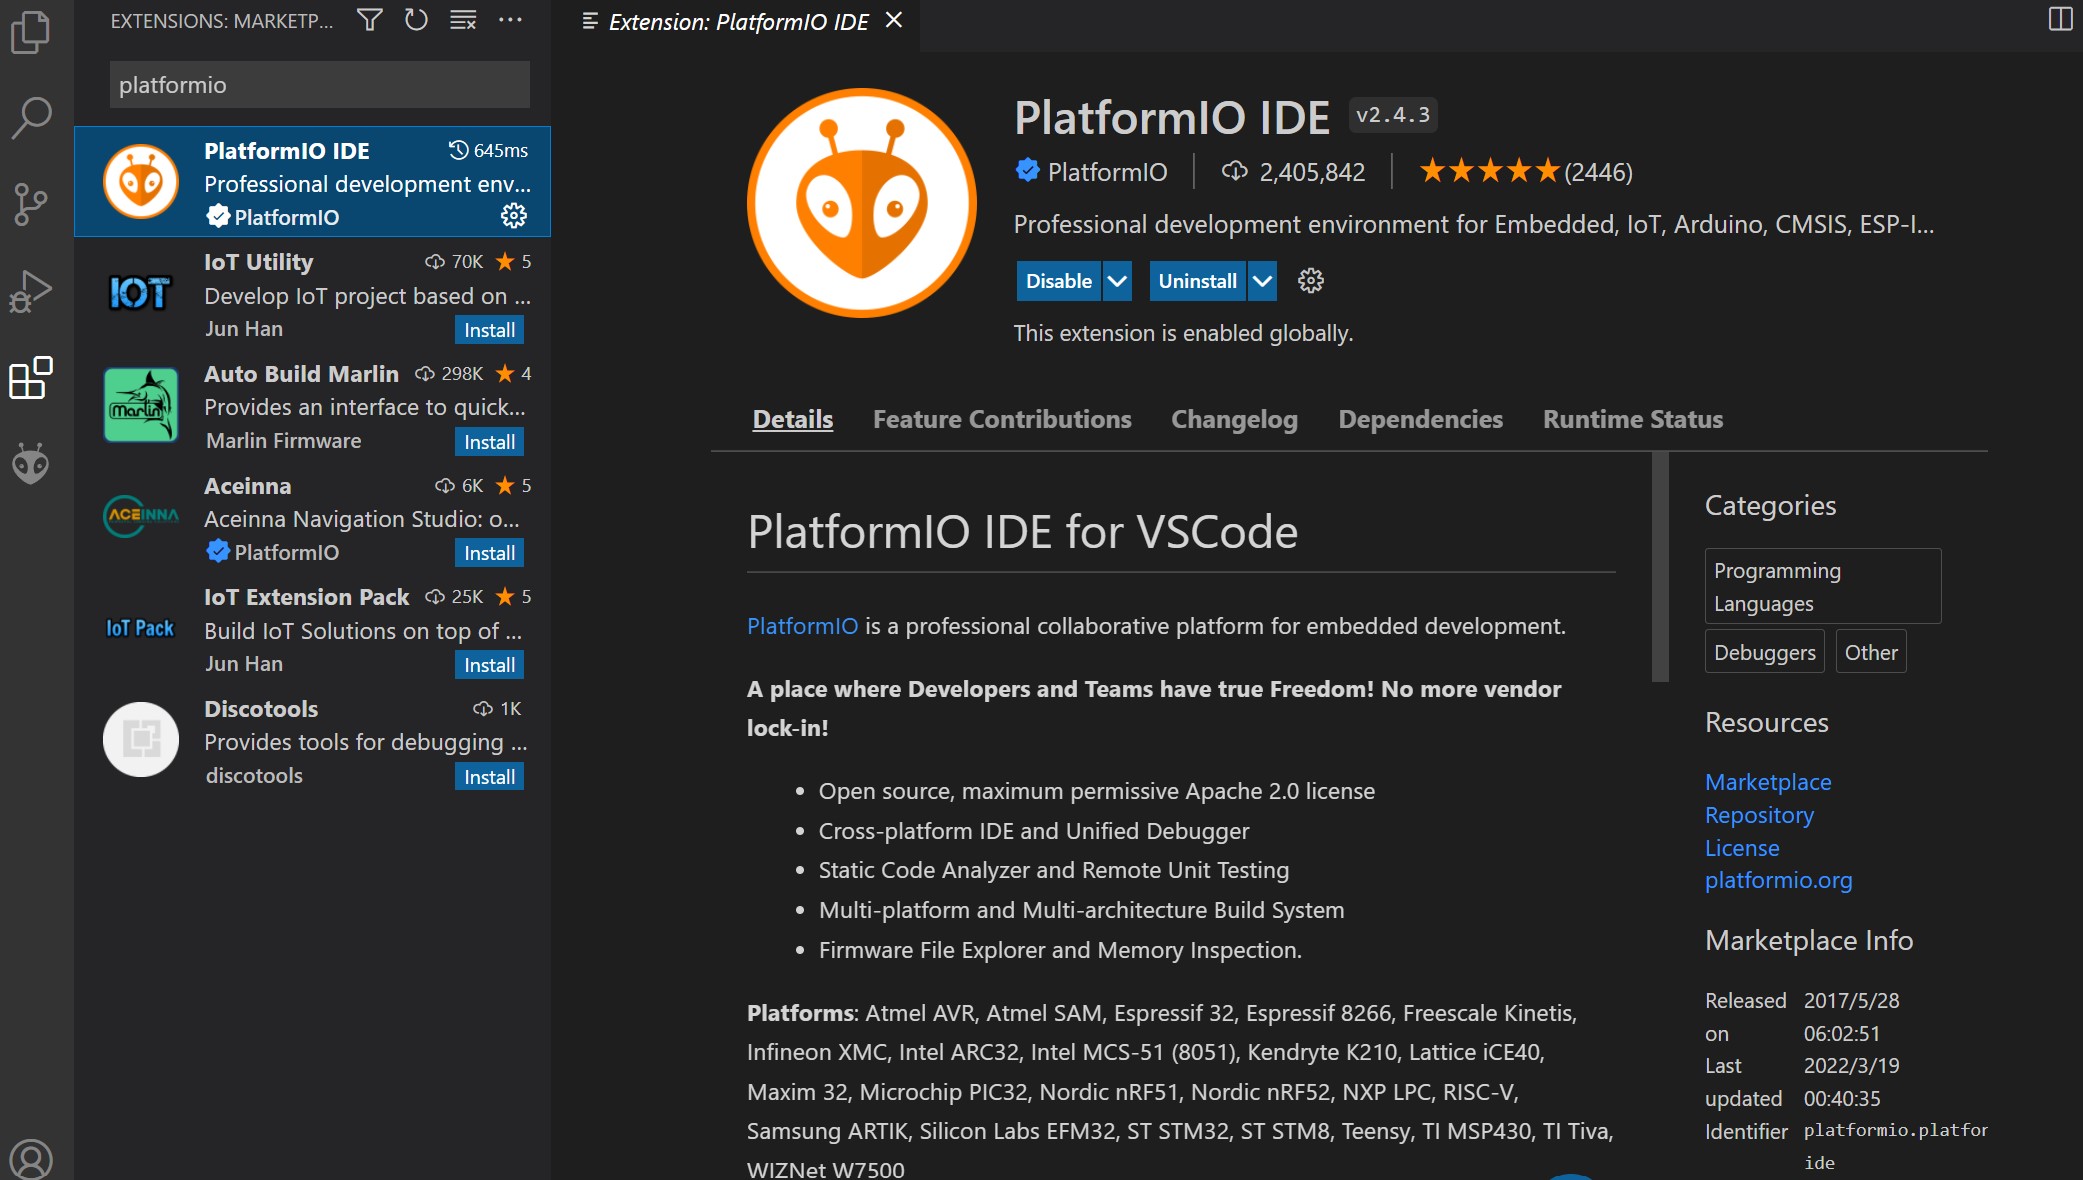 EXTENSIONS: MARKETP...
platformio
PlatformIO IDE 645ms
Professional development env...
PlatformIO
IOT
IoT Utility 70K 5
Develop IoT project based on ...
Jun Han Install
Marlin
Auto Build Marlin 298K 4
Provides an interface to quick...
Marlin Firmware Install
ACEINNA
Aceinna 6K 5
Aceinna Navigation Studio: o...
PlatformIO Install
IoT Pack
IoT Extension Pack 25K 5
Build IoT Solutions on top of ...
Jun Han Install
Discotools 1K
Provides tools for debugging ...
discotools Install
Extension: PlatformIO IDE
PlatformIO IDE v2.4.3
PlatformIO 2,405,842 (2446)
Professional development environment for Embedded, IoT, Arduino, CMSIS, ESP-I...
Disable Uninstall
This extension is enabled globally.
Details Feature Contributions Changelog Dependencies Runtime Status
PlatformIO IDE for VSCode
PlatformIO is a professional collaborative platform for embedded development.
A place where Developers and Teams have true Freedom! No more vendor
lock-in!
• Open source, maximum permissive Apache 2.0 license
• Cross-platform IDE and Unified Debugger
• Static Code Analyzer and Remote Unit Testing
• Multi-platform and Multi-architecture Build System
• Firmware File Explorer and Memory Inspection.
Platforms: Atmel AVR, Atmel SAM, Espressif 32, Espressif 8266, Freescale Kinetis,
Infineon XMC, Intel ARC32, Intel MCS-51 (8051), Kendryte K210, Lattice iCE40,
Maxim 32, Microchip PIC32, Nordic nRF51, Nordic nRF52, NXP LPC, RISC-V,
Samsung ARTIK, Silicon Labs EFM32, ST STM32, ST STM8, Teensy, TI MSP430, TI Tiva,
WIZNet W7500
Categories
Programming
Languages
Debuggers Other
Resources
Marketplace
Repository
License
platformio.org
Marketplace Info
Released 2017/5/28
on 06:02:51
Last 2022/3/19
updated 00:40:35
Identifier platformio.platfor
ide